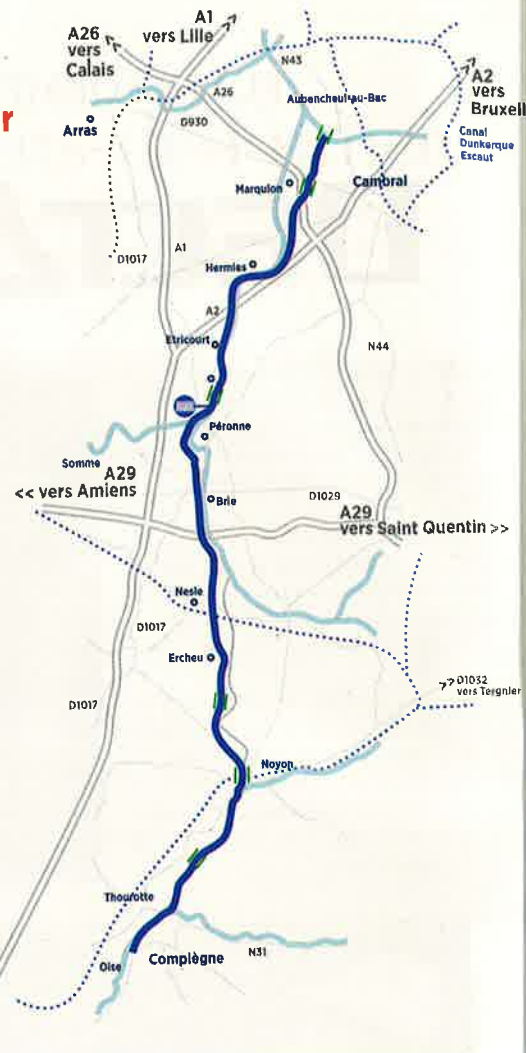 A1
vers Lille
A26
vers
Calais
N43
A26
A2
vers
Bruxell
Aubencheul-au-Bac
r
D930
Arras
Canal
Dunkerque
Escaut
Marquion
Cambrai
D1017
A1
Hermies
A2
Etricourt
N44
Péronne
Somme
A29
<< vers Amiens
Brie
D1029
A29
vers Saint Quentin >>
Nesle
D1017
Ercheu
D1032
vers Tergnier
D1017
Noyon
Thourotte
Oise
Complègne
N31